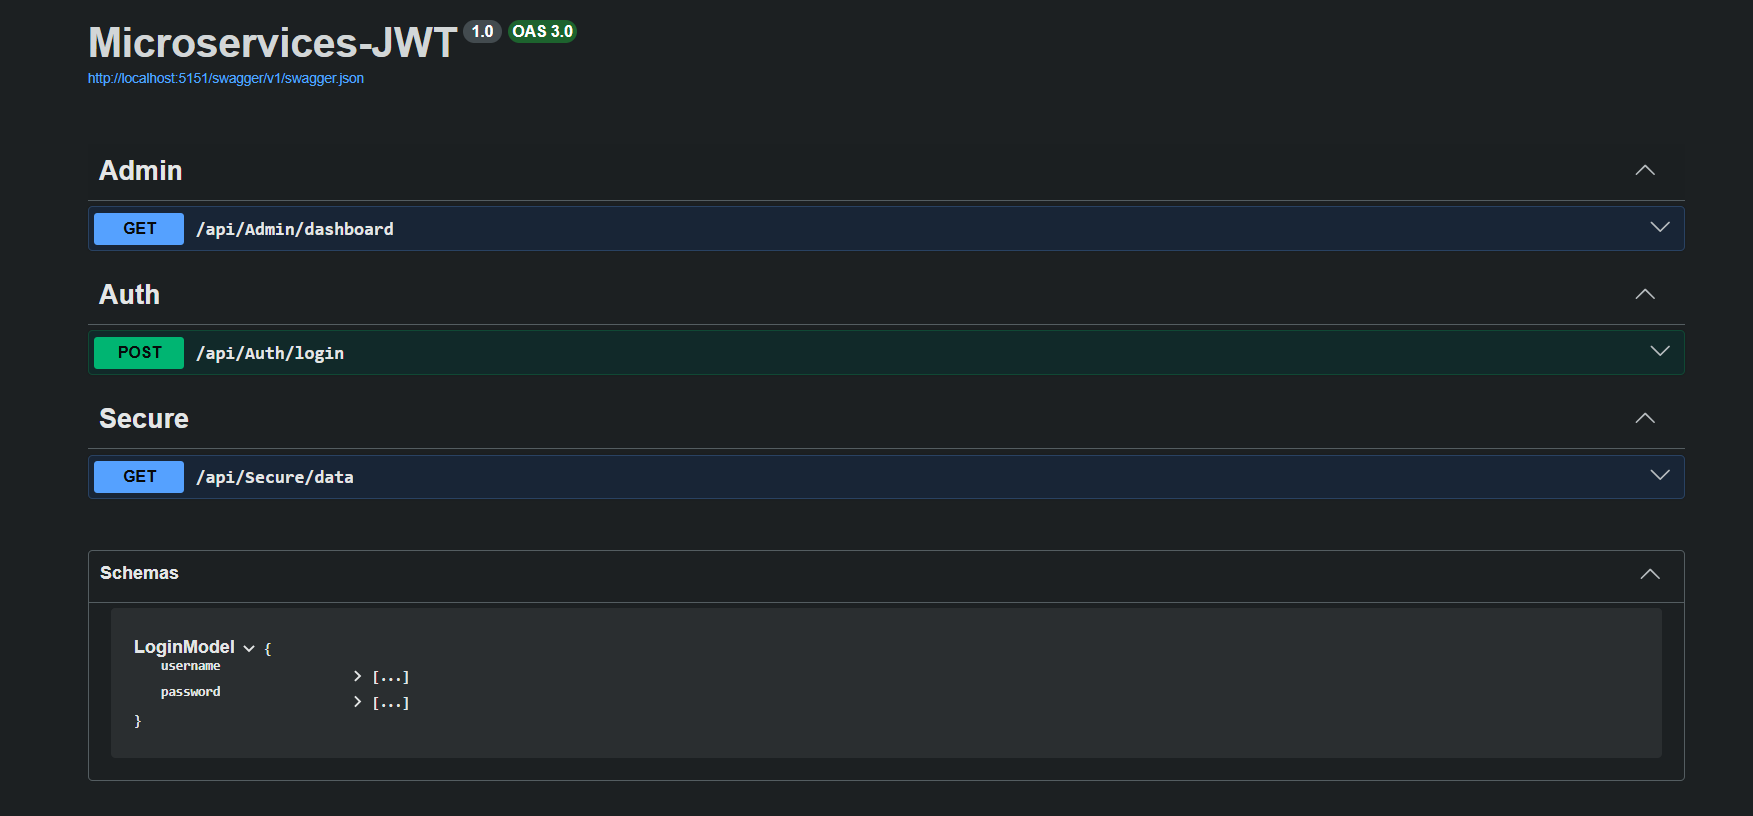 Microservices-JWT 1.0 OAS 3.0
http://localhost:5151/swagger/v1/swagger.json
Admin
GET /api/Admin/dashboard
Auth
POST /api/Auth/login
Secure
GET /api/Secure/data
Schemas
LoginModel {
username
[...]
password
[...]
}